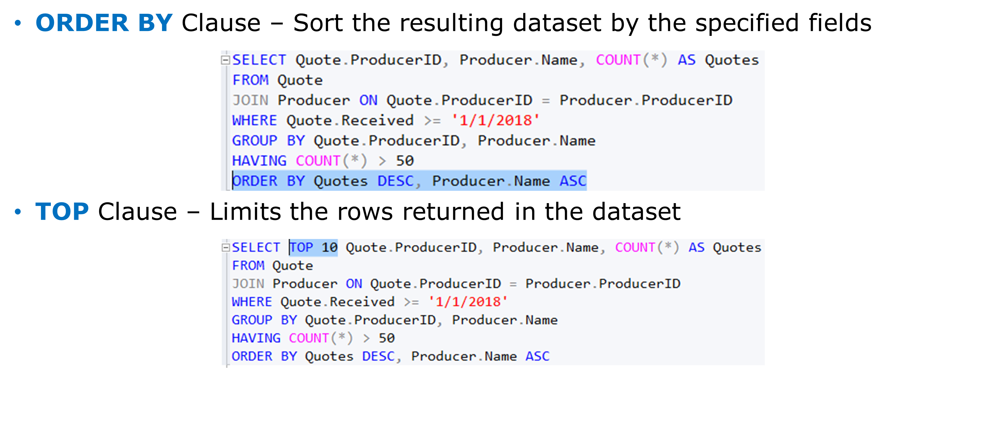 • ORDER BY Clause – Sort the resulting dataset by the specified fields
SELECT Quote.ProducerID, Producer.Name, COUNT(*) AS Quotes
FROM Quote
JOIN Producer ON Quote.ProducerID = Producer.ProducerID
WHERE Quote.Received >= '1/1/2018'
GROUP BY Quote.ProducerID, Producer.Name
HAVING COUNT(*) > 50
ORDER BY Quotes DESC, Producer.Name ASC
• TOP Clause – Limits the rows returned in the dataset
SELECT TOP 10 Quote.ProducerID, Producer.Name, COUNT(*) AS Quotes
FROM Quote
JOIN Producer ON Quote.ProducerID = Producer.ProducerID
WHERE Quote.Received >= '1/1/2018'
GROUP BY Quote.ProducerID, Producer.Name
HAVING COUNT(*) > 50
ORDER BY Quotes DESC, Producer.Name ASC